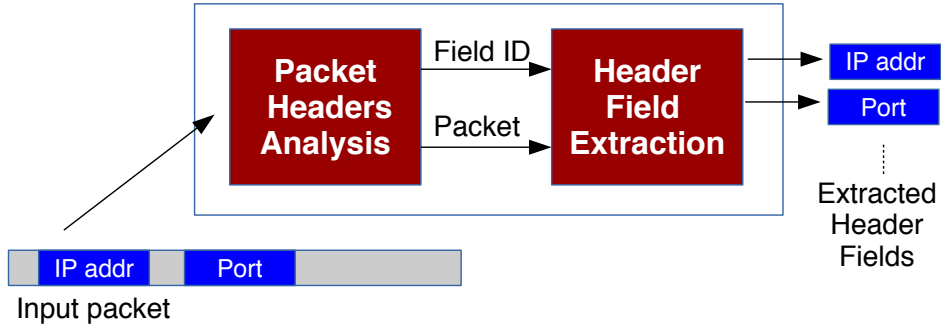 Packet
Headers
Analysis
Field ID
Packet
Header
Field
Extraction
IP addr
Port
Extracted
Header
Fields
IP addr
Port
Input packet